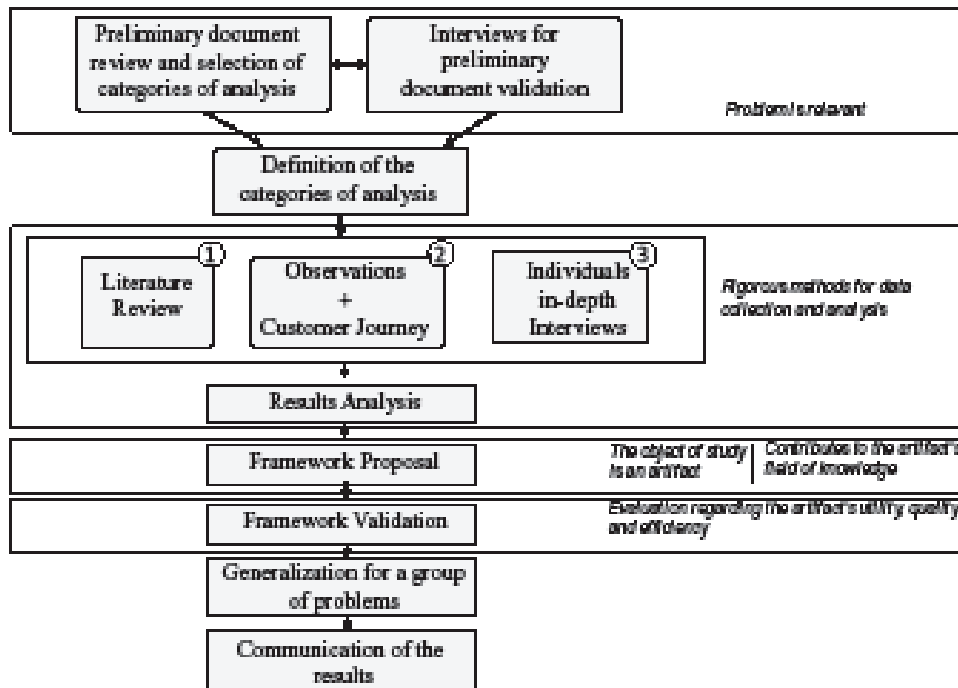 Preliminary document
review and selection of
categories of analysis
Interviews for
preliminary
document validation
Problem is relevant
Definition of the
categories of analysis
1
Literature
Review
2
Observations
+
Customer Journey
3
Individuals
in-depth
Interviews
Rigorous methods for data
collection and analysis
Results Analysis
Framework Proposal
The object of study
is an artifact
Contributes to the artifact's
field of knowledge
Framework Validation
Evaluation regarding the artifact's utility, quality
and efficiency
Generalization for a group
of problems
Communication of the
results